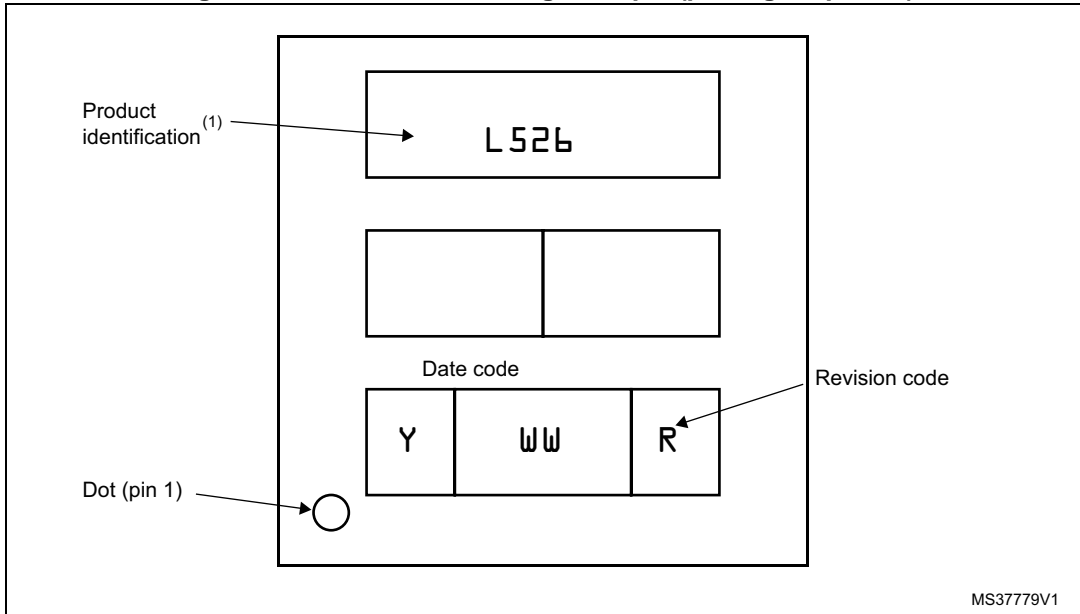 Product
identification (1)
L526
Date code
Revision code
Y WW R
Dot (pin 1)
MS37779V1